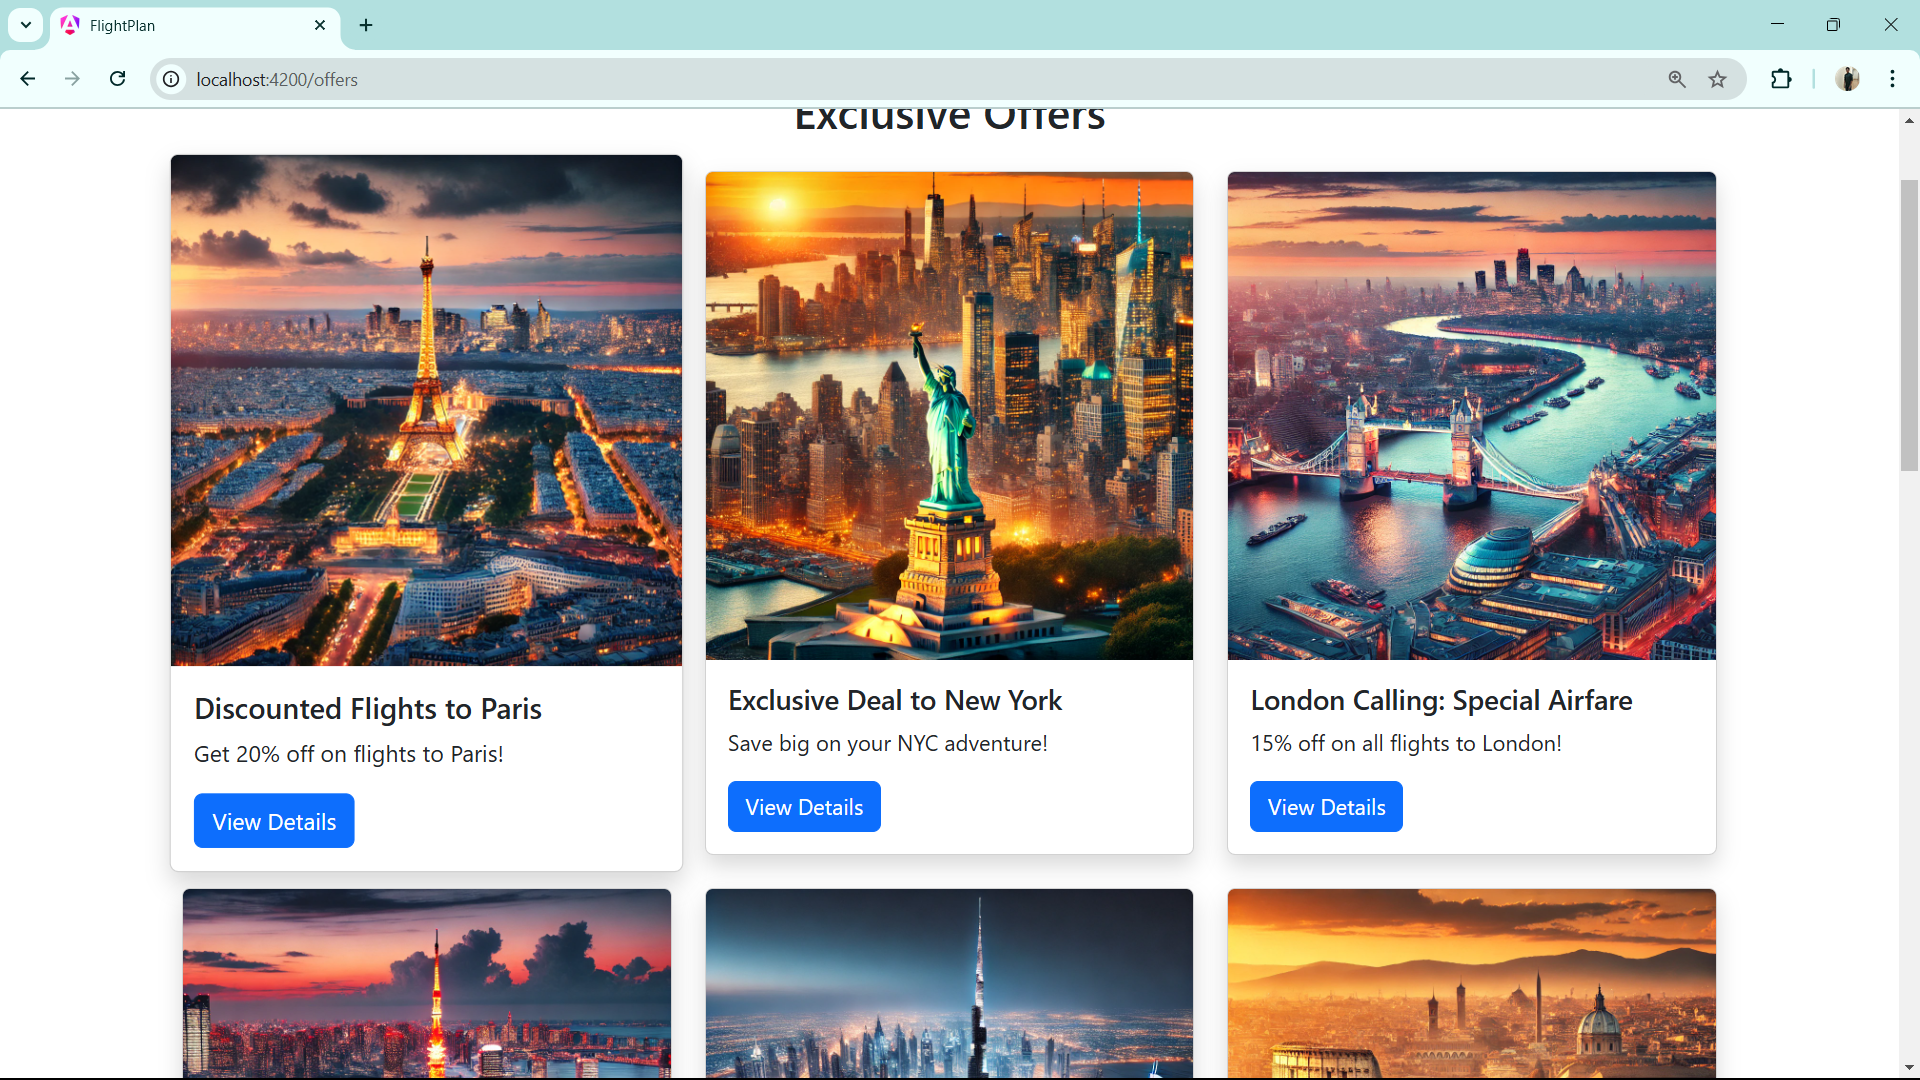 FlightPlan
localhost:4200/offers
Exclusive Offers
Discounted Flights to Paris
Get 20% off on flights to Paris!
View Details
Exclusive Deal to New York
Save big on your NYC adventure!
View Details
London Calling: Special Airfare
15% off on all flights to London!
View Details